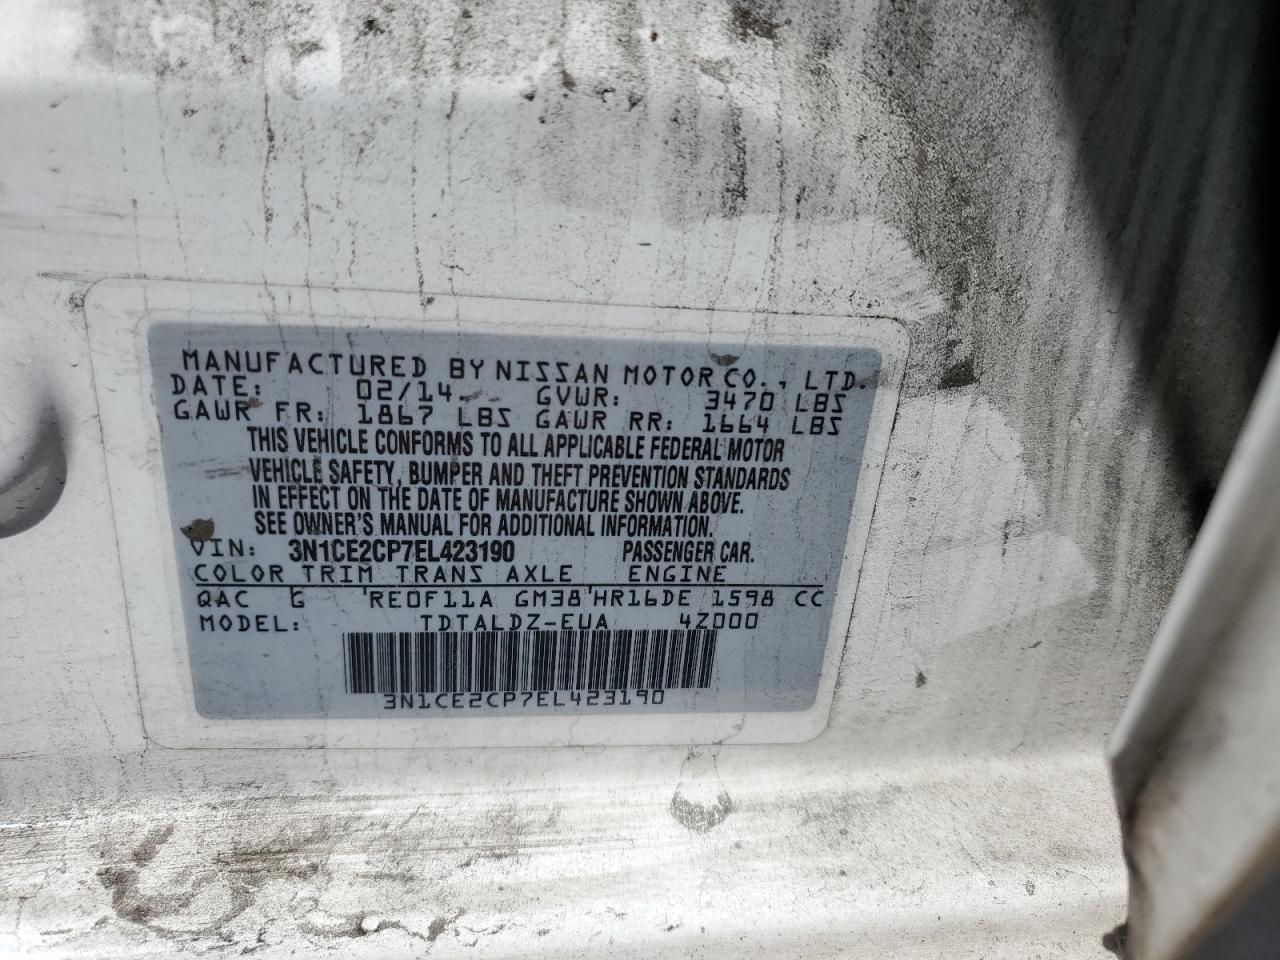 MANUFACTURED BY NISSAN MOTOR CO., LTD.
DATE: 02/14 GVWR: 3470 LBS
GAWR FR: 1867 LBS GAWR RR: 1664 LBS
THIS VEHICLE CONFORMS TO ALL APPLICABLE FEDERAL MOTOR
VEHICLE SAFETY, BUMPER AND THEFT PREVENTION STANDARDS
IN EFFECT ON THE DATE OF MANUFACTURE SHOWN ABOVE.
SEE OWNER'S MANUAL FOR ADDITIONAL INFORMATION.
VIN: 3N1CE2CP7EL423190 PASSENGER CAR.
COLOR TRIM TRANS AXLE ENGINE
QAC G 'RE0F11A GM38'HR16DE 1598 CC
MODEL: TDTALDZ-EUA 4Z000
3N1CE2CP7EL423190